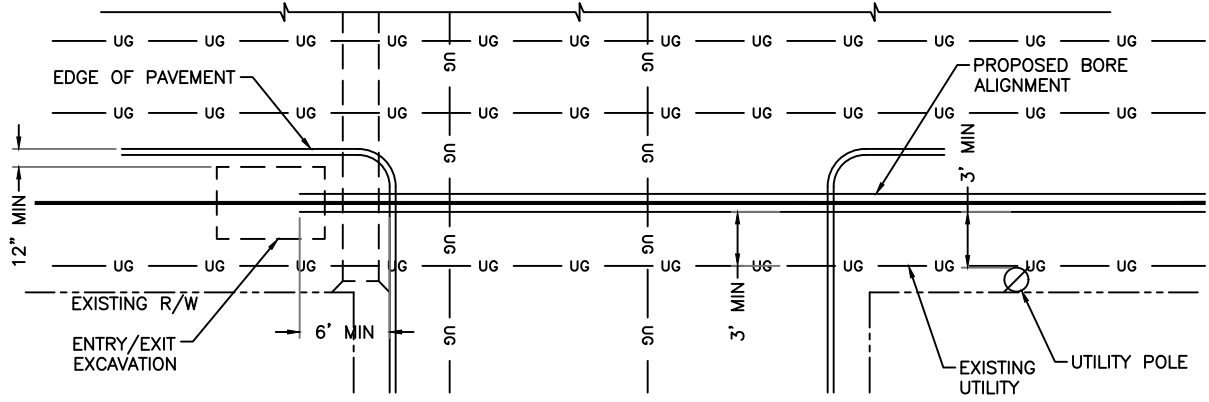 UG UG UG UG UG UG UG UG UG UG UG UG
EDGE OF PAVEMENT
PROPOSED BORE
ALIGNMENT
UG UG
UG UG UG UG UG UG UG UG UG UG UG UG
12" MIN
UG UG
3' MIN
UG UG
UG UG UG UG UG UG UG UG UG UG UG
EXISTING R/W
6' MIN
3' MIN
ENTRY/EXIT
EXCAVATION
UG UG
EXISTING
UTILITY
UTILITY POLE